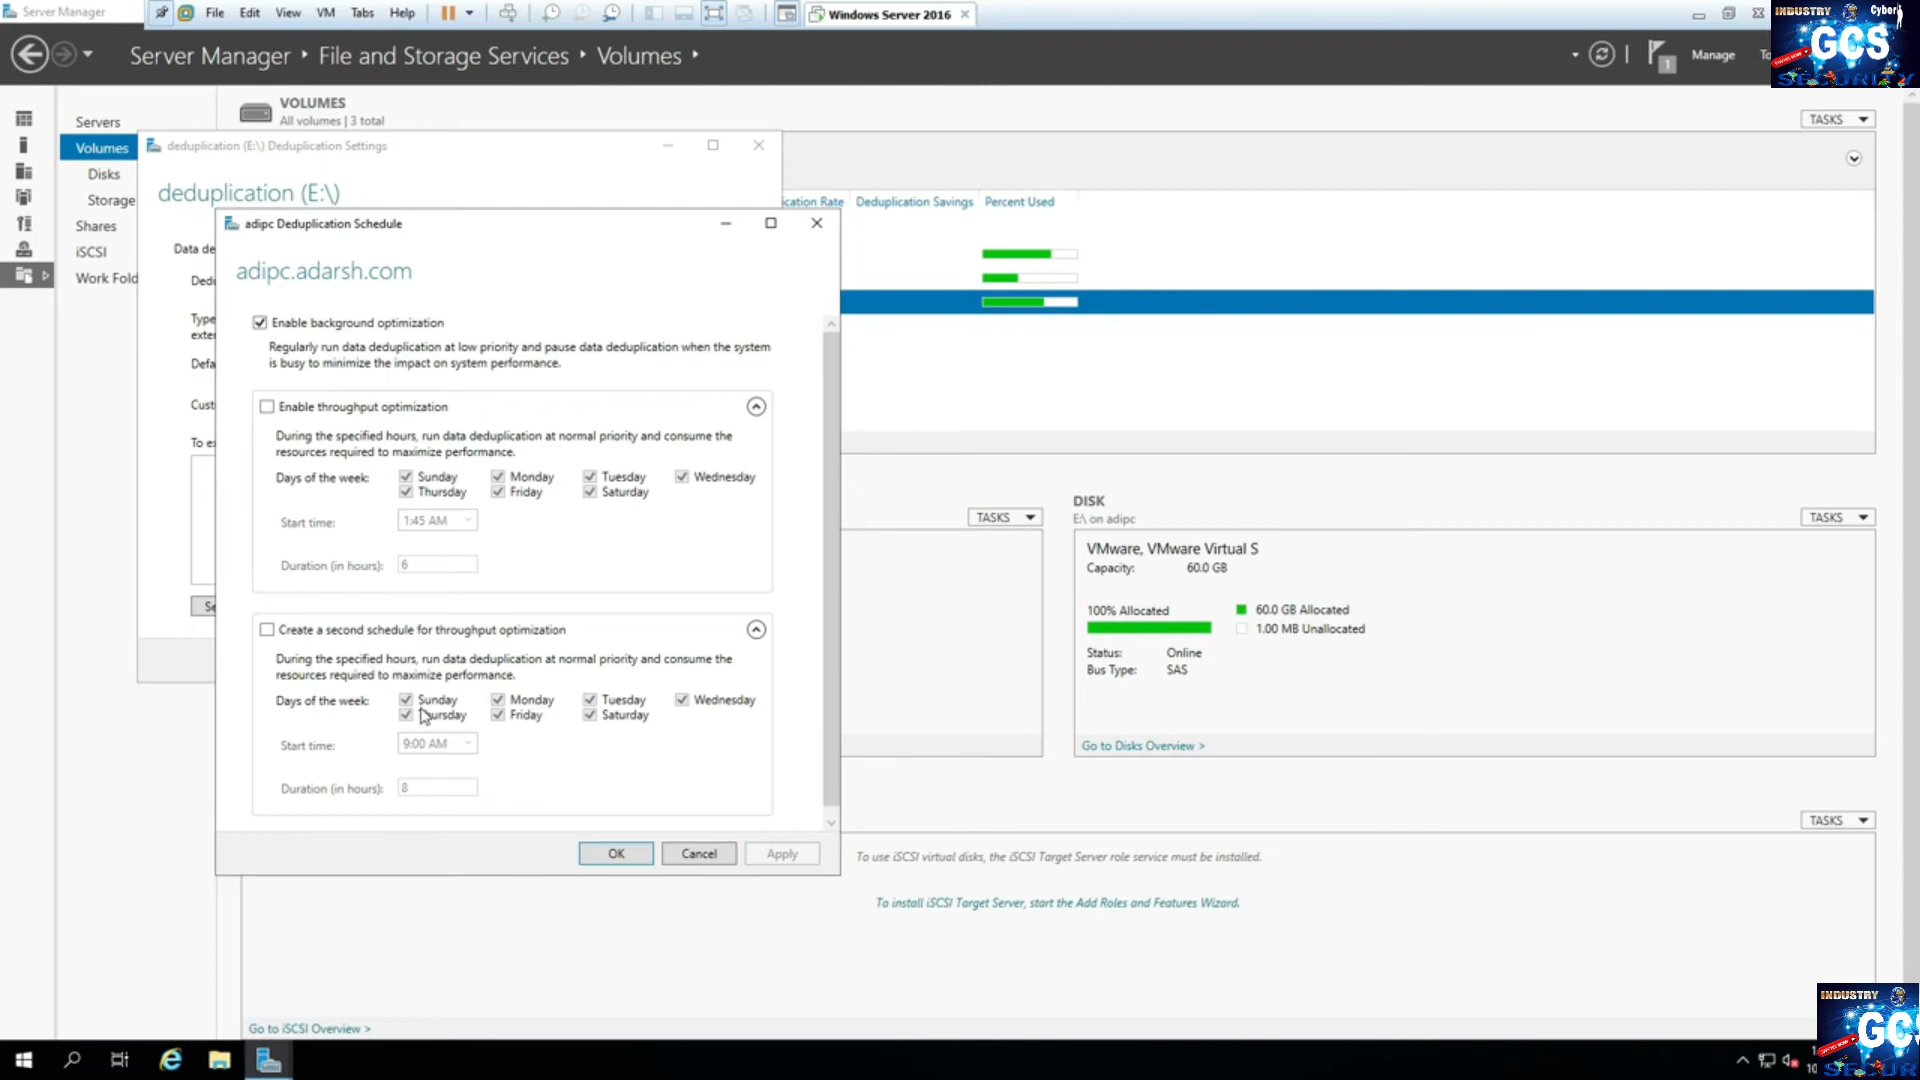 Server Manager
File Edit View VM Tabs Help
Windows Server 2016
INDUSTRY Cyber
GCS
SECURITY
Server Manager File and Storage Services Volumes
1
Manage
Servers
Volumes
Disks
Storage
Shares
iSCSI
Work Fold
VOLUMES
All volumes | 3 total
TASKS
deduplication (E:\) Deduplication Settings
deduplication (E:\)
Data de
Dedu
Type
exter
Defa
Cust
To ex
Se
ication Rate Deduplication Savings Percent Used
adipc Deduplication Schedule
adipc.adarsh.com
Enable background optimization
Regularly run data deduplication at low priority and pause data deduplication when the system
is busy to minimize the impact on system performance.
Enable throughput optimization
During the specified hours, run data deduplication at normal priority and consume the
resources required to maximize performance.
Days of the week: Sunday Monday Tuesday Wednesday
Thursday Friday Saturday
Start time: 1:45 AM
Duration (in hours): 6
Create a second schedule for throughput optimization
During the specified hours, run data deduplication at normal priority and consume the
resources required to maximize performance.
Days of the week: Sunday Monday Tuesday Wednesday
Thursday Friday Saturday
Start time: 9:00 AM
Duration (in hours): 8
OK Cancel Apply
TASKS
DISK
E:\ on adipc
TASKS
VMware, VMware Virtual S
Capacity: 60.0 GB
100% Allocated
60.0 GB Allocated
1.00 MB Unallocated
Status: Online
Bus Type: SAS
Go to Disks Overview >
TASKS
To use iSCSI virtual disks, the iSCSI Target Server role service must be installed.
To install iSCSI Target Server, start the Add Roles and Features Wizard.
Go to iSCSI Overview >
INDUSTRY
GCS
SECUR